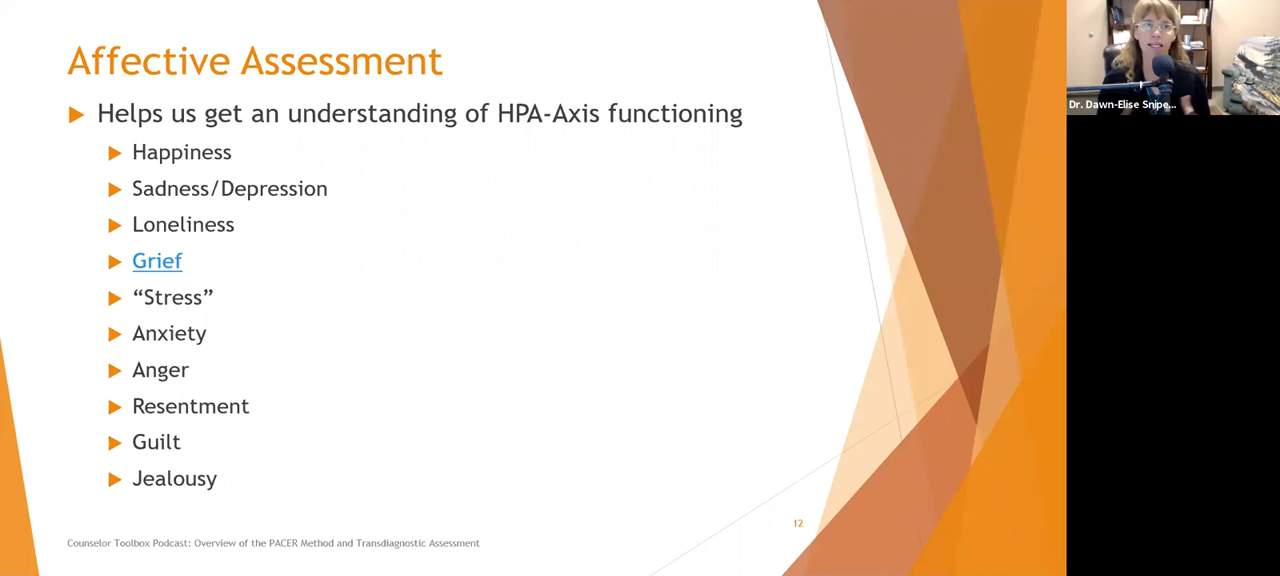 Affective Assessment
Helps us get an understanding of HPA-Axis functioning
Happiness
Sadness/Depression
Loneliness
Grief
“Stress”
Anxiety
Anger
Resentment
Guilt
Jealousy
12
Counselor Toolbox Podcast: Overview of the PACER Method and Transdiagnostic Assessment
Dr. Dawn-Elise Snipe...